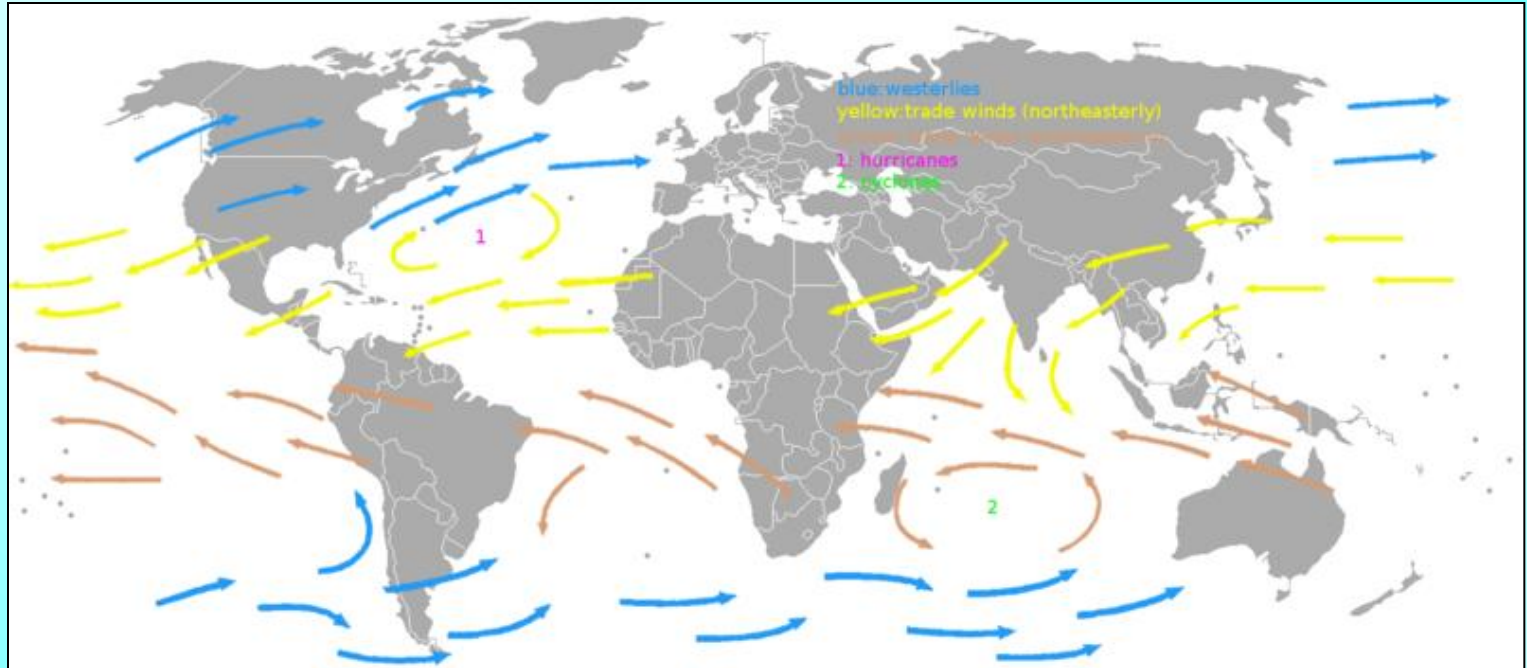 blue:westerlies
yellow:trade winds (northeasterly)
1: hurricanes
2: cyclones
1
2